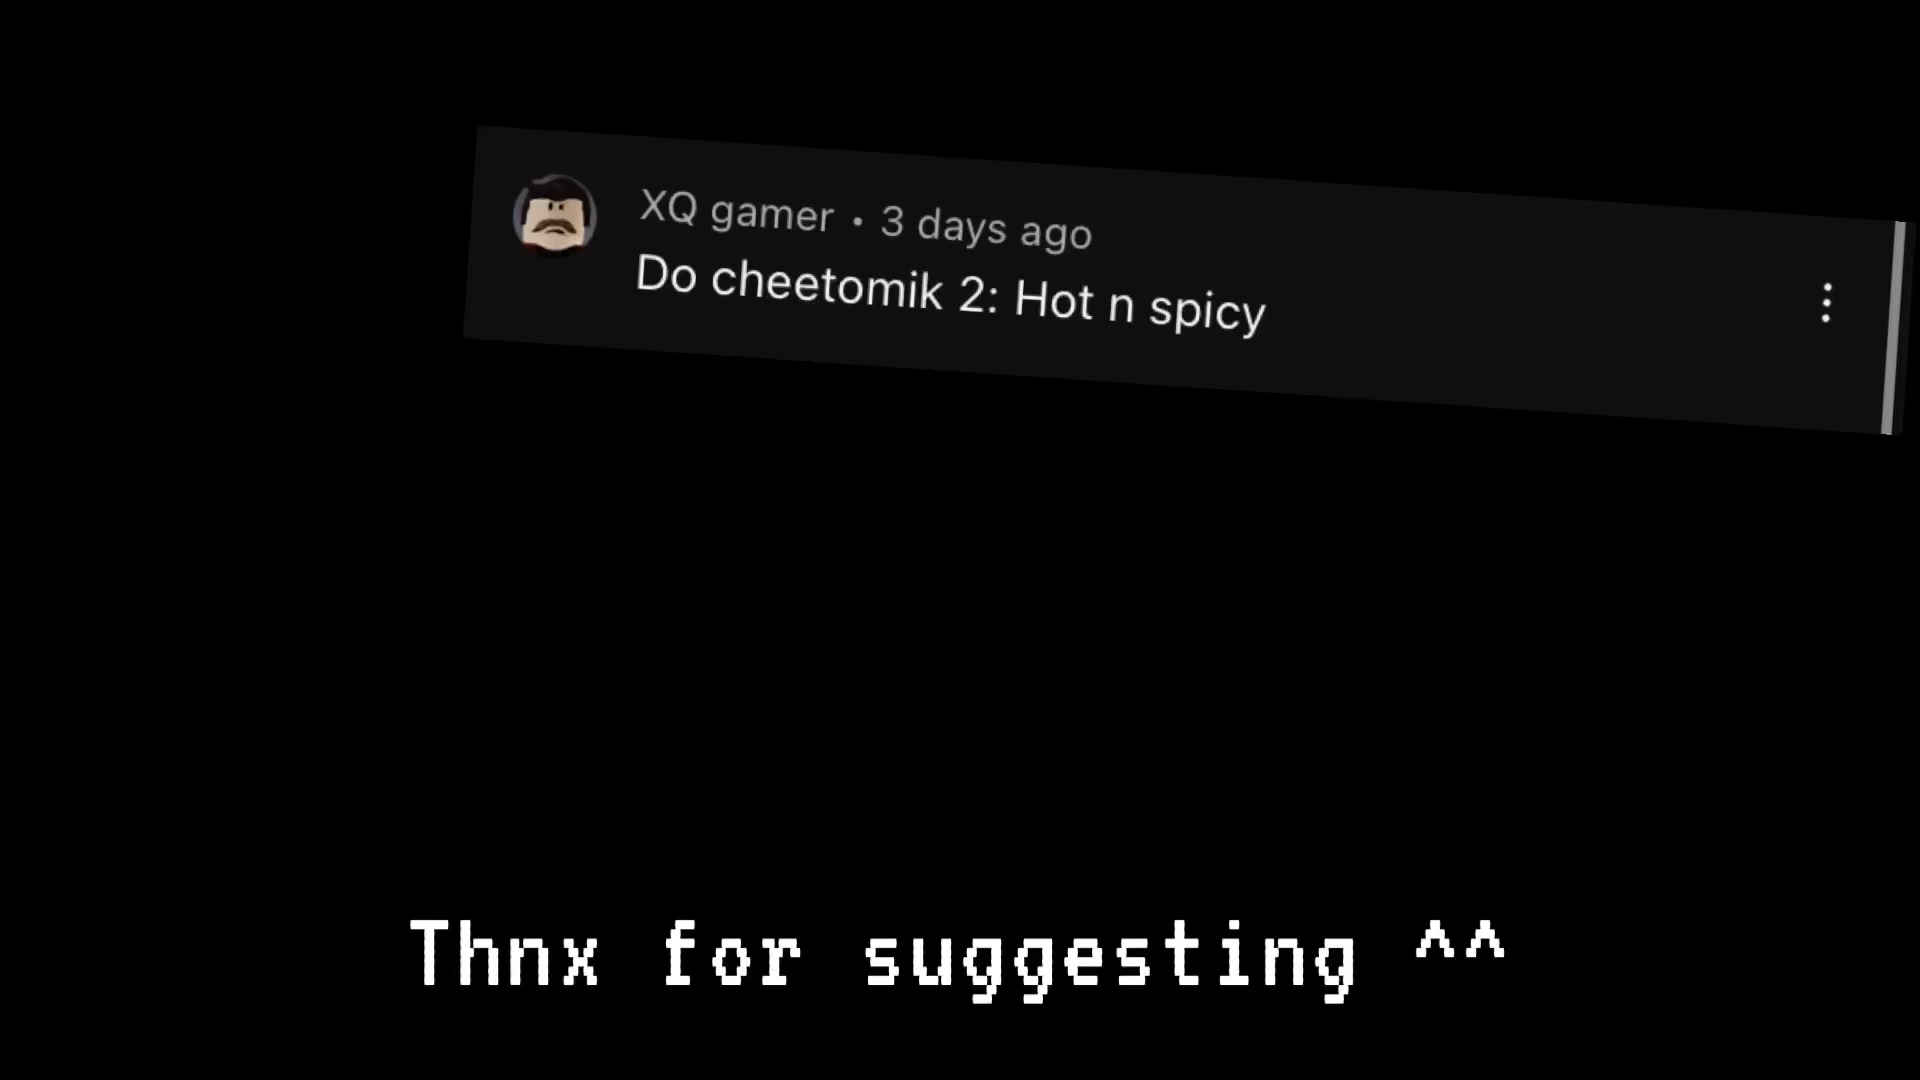 XQ gamer • 3 days ago
Do cheetomik 2: Hot n spicy
Thnx for suggesting ^^